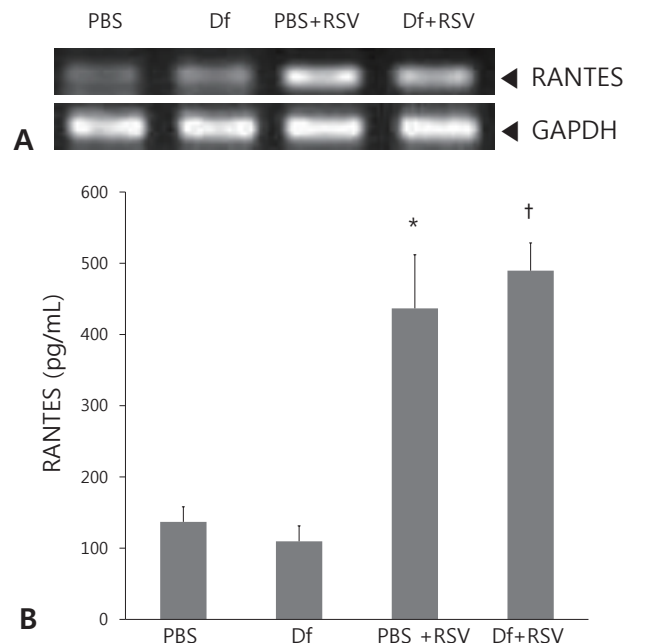 PBS Df PBS+RSV Df+RSV
◀ RANTES
A ◀ GAPDH
600
500
400
300
200
100
0
RANTES (pg/mL)
*
†
B
PBS Df PBS +RSV Df+RSV